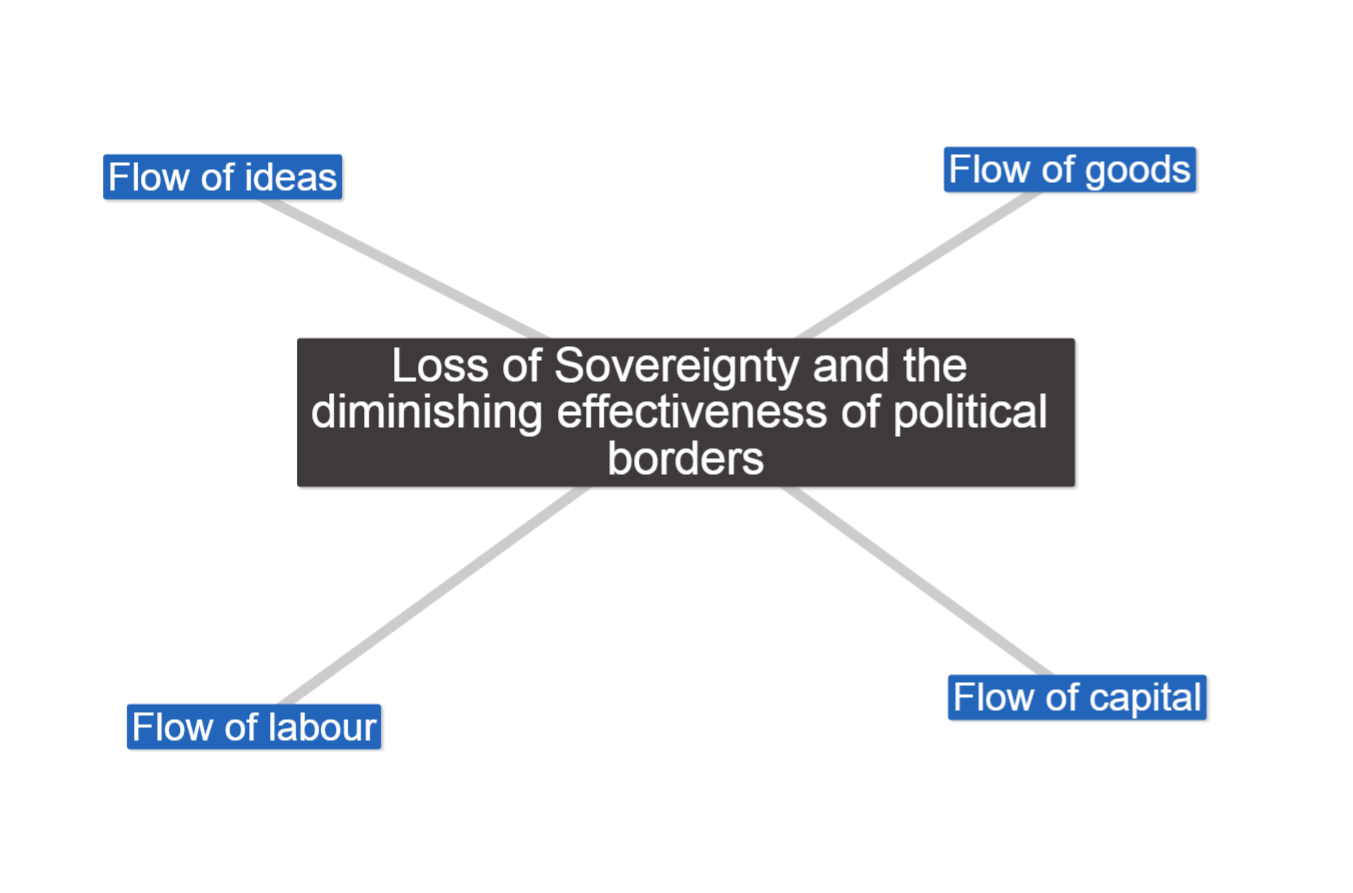 Flow of ideas
Flow of goods
Loss of Sovereignty and the
diminishing effectiveness of political
borders
Flow of labour
Flow of capital